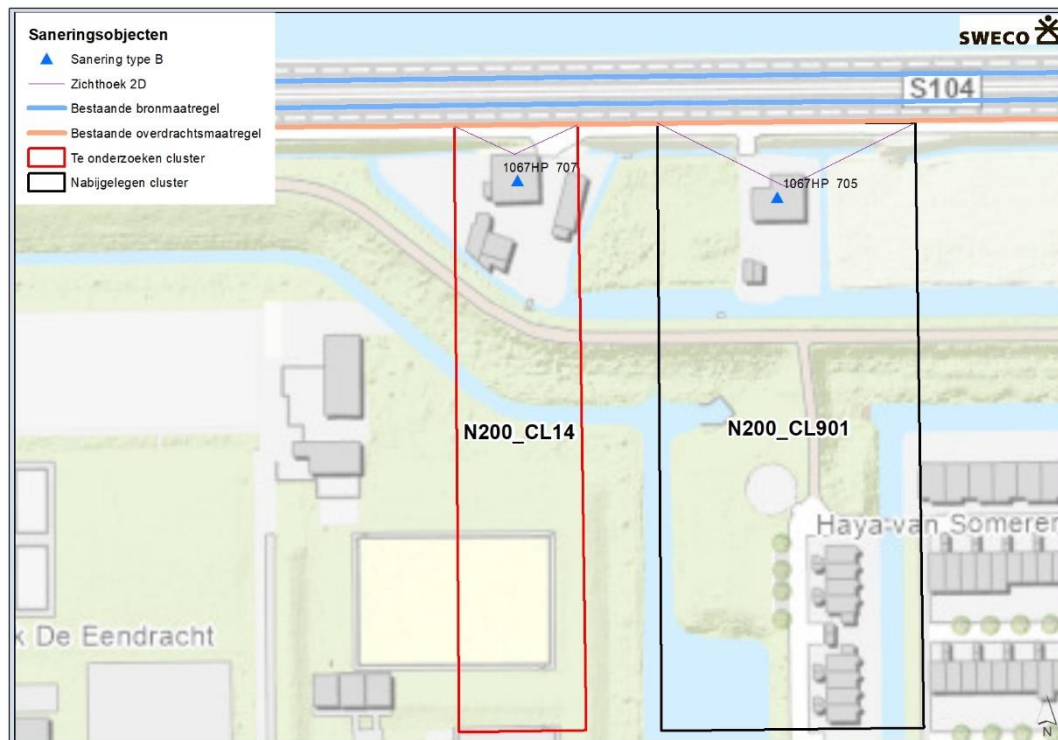 Saneringsobjecten
Sanering type B
Zichthoek 2D
Bestaande bronmaatregel
Bestaande overdrachtsmaatregel
Te onderzoeken cluster
Nabijgelegen cluster
SWECO
S104
1067HP 707
1067HP 705
N200_CL14
N200_CL901
Haya-van Someren
k De Eendracht
N